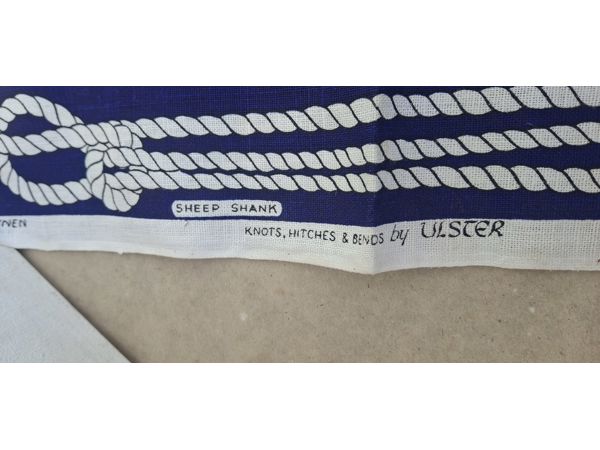 SHEEP SHANK
KNOTS, HITCHES & BENDS by ULSTER